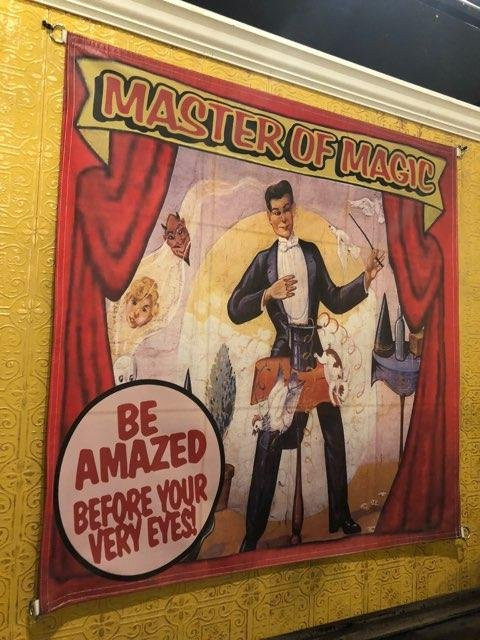 MASTER OF MAGIC
BE
AMAZED
BEFORE YOUR
VERY EYES!